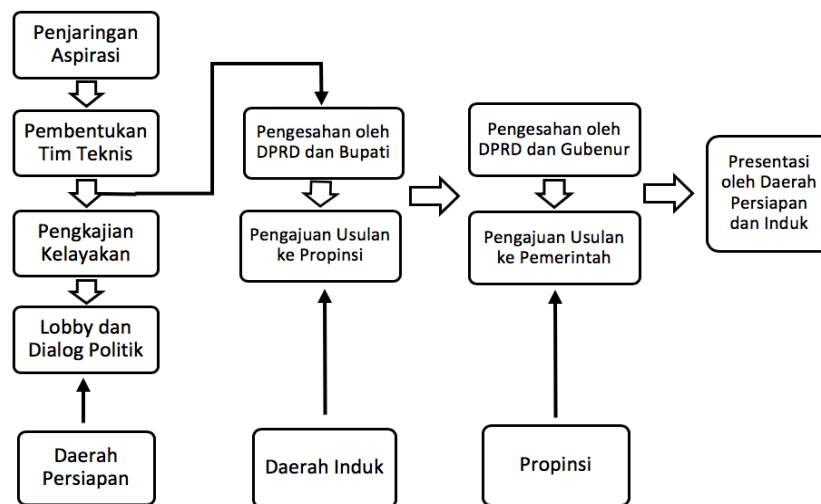 Penjaringan
Aspirasi
Pembentukan
Tim Teknis
Pengkajian
Kelayakan
Lobby dan
Dialog Politik
Daerah
Persiapan
Pengesahan oleh
DPRD dan Bupati
Pengajuan Usulan
ke Propinsi
Daerah Induk
Pengesahan oleh
DPRD dan Gubenur
Pengajuan Usulan
ke Pemerintah
Propinsi
Presentasi
oleh Daerah
Persiapan
dan Induk